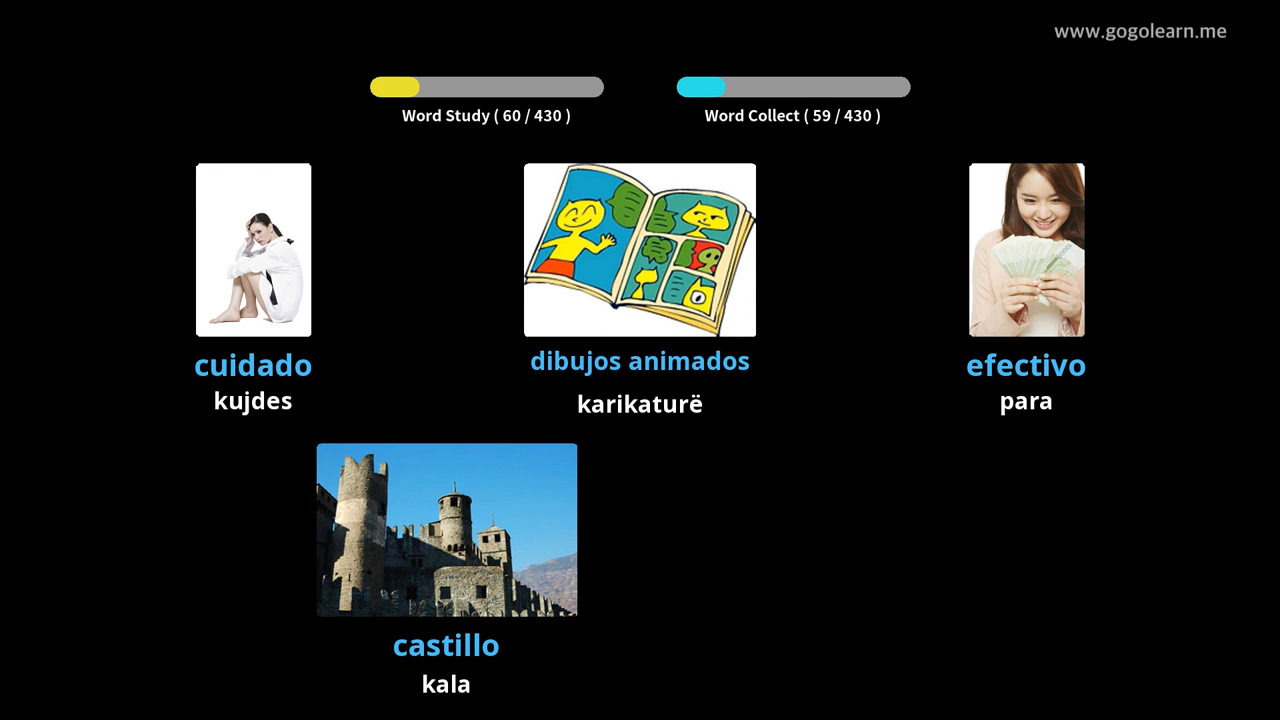 www.gogolearn.me
Word Study ( 60 / 430 )
Word Collect ( 59 / 430 )
cuidado
kujdes
dibujos animados
karikaturë
efectivo
para
castillo
kala